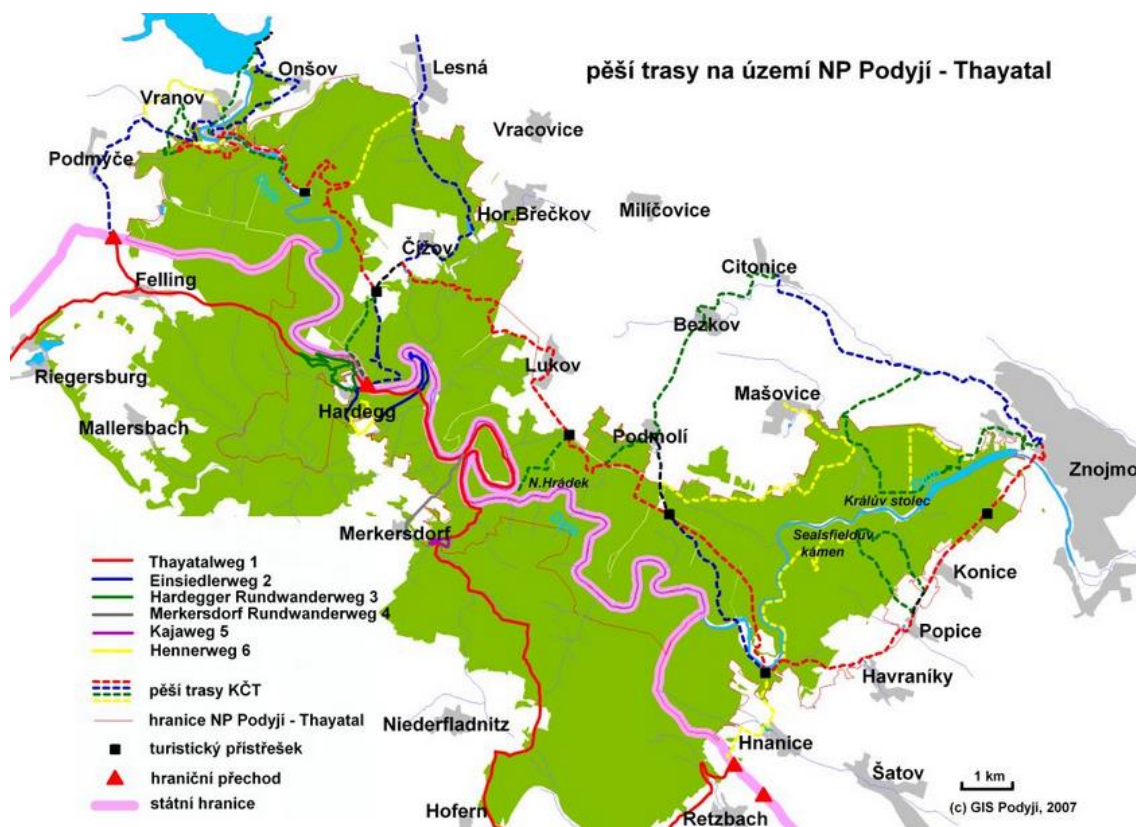 pěší trasy na území NP Podyjí - Thayatal
Onšov
Lesná
Vranov
Vracovice
Podmyče
Hor.Břečkov
Milíčovice
Čížov
Citonice
Felling
Bezkov
Lukov
Riegersburg
Mašovice
Hardegg
Mallersbach
Podmolí
Znojmo
N.Hrádek
Králův stolec
Sealsfieldův
kámen
Merkersdorf
Konice
Popice
Havraníky
Niederfladnitz
Hnanice
Šatov
Hofern
Retzbach
Thayatalweg 1
Einsiedlerweg 2
Hardegger Rundwanderweg 3
Merkersdorf Rundwanderweg 4
Kajaweg 5
Hennerweg 6
pěší trasy KČT
hranice NP Podyjí - Thayatal
turistický přístřešek
hraniční přechod
státní hranice
1 km
(c) GIS Podyjí, 2007